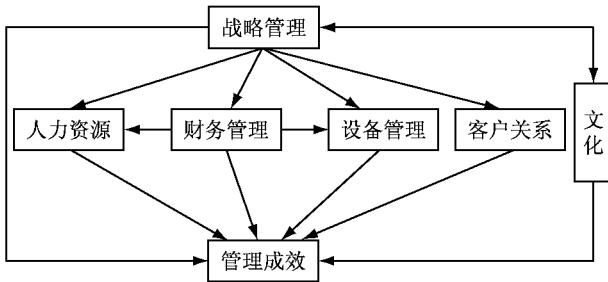 战略管理
人力资源
财务管理
设备管理
客户关系
文化
管理成效